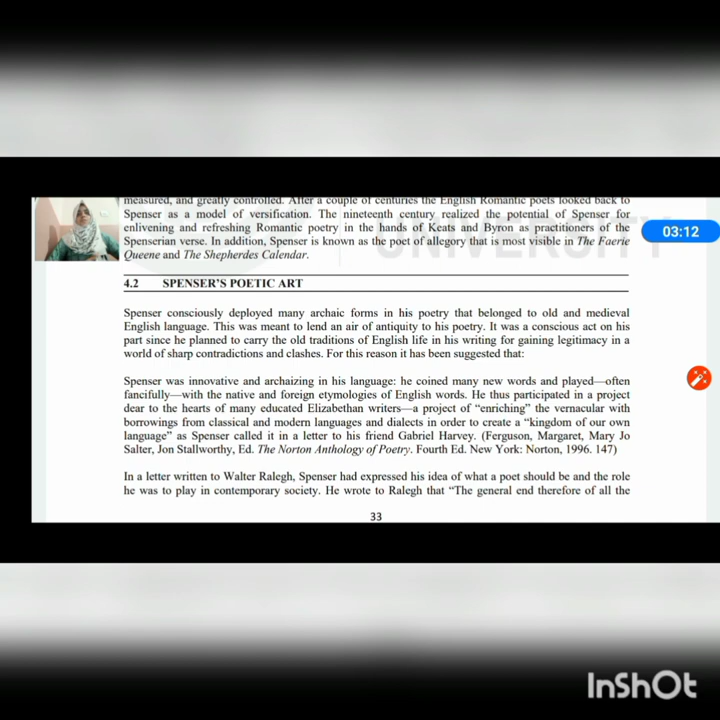 measured, and greatly controlled. After a couple of centuries the English Romantic poets looked back to
Spenser as a model of versification. The nineteenth century realized the potential of Spenser for
enlivening and refreshing Romantic poetry in the hands of Keats and Byron as practitioners of the
Spenserian verse. In addition, Spenser is known as the poet of allegory that is most visible in The Faerie
Queene and The Shepherdes Calendar.
UNIVERSITY
03:12
4.2 SPENSER'S POETIC ART
Spenser consciously deployed many archaic forms in his poetry that belonged to old and medieval
English language. This was meant to lend an air of antiquity to his poetry. It was a conscious act on his
part since he planned to carry the old traditions of English life in his writing for gaining legitimacy in a
world of sharp contradictions and clashes. For this reason it has been suggested that:
Spenser was innovative and archaizing in his language: he coined many new words and played—often
fancifully—with the native and foreign etymologies of English words. He thus participated in a project
dear to the hearts of many educated Elizabethan writers—a project of “enriching” the vernacular with
borrowings from classical and modern languages and dialects in order to create a “kingdom of our own
language” as Spenser called it in a letter to his friend Gabriel Harvey. (Ferguson, Margaret, Mary Jo
Salter, Jon Stallworthy, Ed. The Norton Anthology of Poetry. Fourth Ed. New York: Norton, 1996. 147)
In a letter written to Walter Ralegh, Spenser had expressed his idea of what a poet should be and the role
he was to play in contemporary society. He wrote to Ralegh that “The general end therefore of all the
33
InShOt